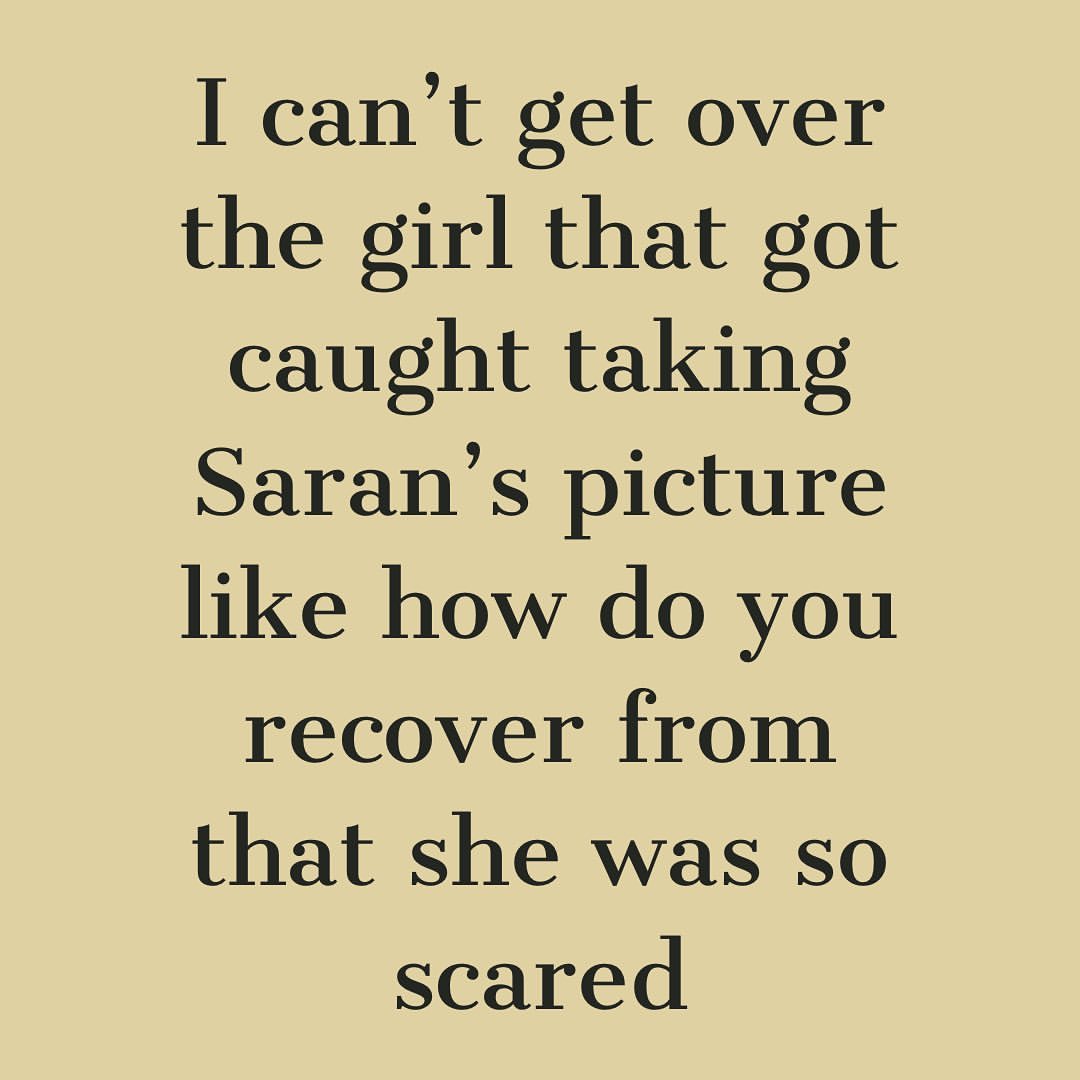 I can’t get over
the girl that got
caught taking
Saran’s picture
like how do you
recover from
that she was so
scared